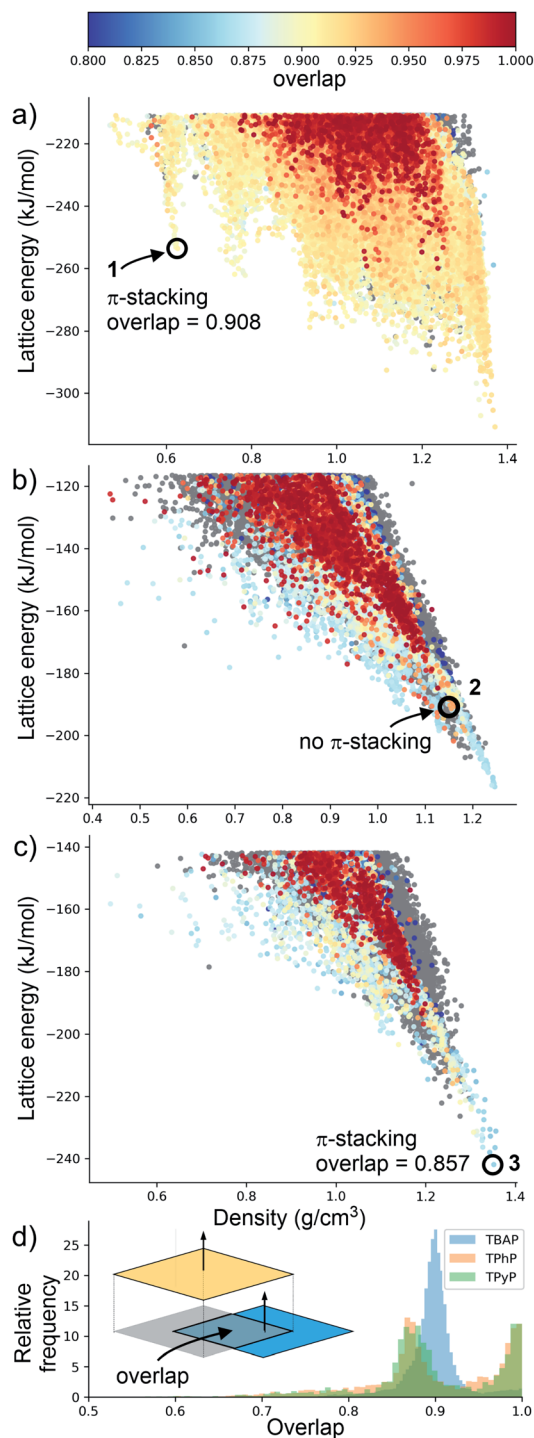 0.800 0.825 0.850 0.875 0.900 0.925 0.950 0.975 1.000
overlap
a)
Lattice energy (kJ/mol)
−220
−240
−260
−280
−300
1
π-stacking
overlap = 0.908
0.6 0.8 1.0 1.2 1.4
b)
Lattice energy (kJ/mol)
−120
−140
−160
−180
−200
−220
2
no π-stacking
0.4 0.5 0.6 0.7 0.8 0.9 1.0 1.1 1.2
c)
Lattice energy (kJ/mol)
−140
−160
−180
−200
−220
−240
π-stacking
overlap = 0.857
3
0.6 0.8 1.0 1.2 1.4
Density (g/cm³)
d)
Relative
frequency
25
20
15
10
5
0
overlap
TBAP
TPhP
TPyP
0.5 0.6 0.7 0.8 0.9 1.0
Overlap